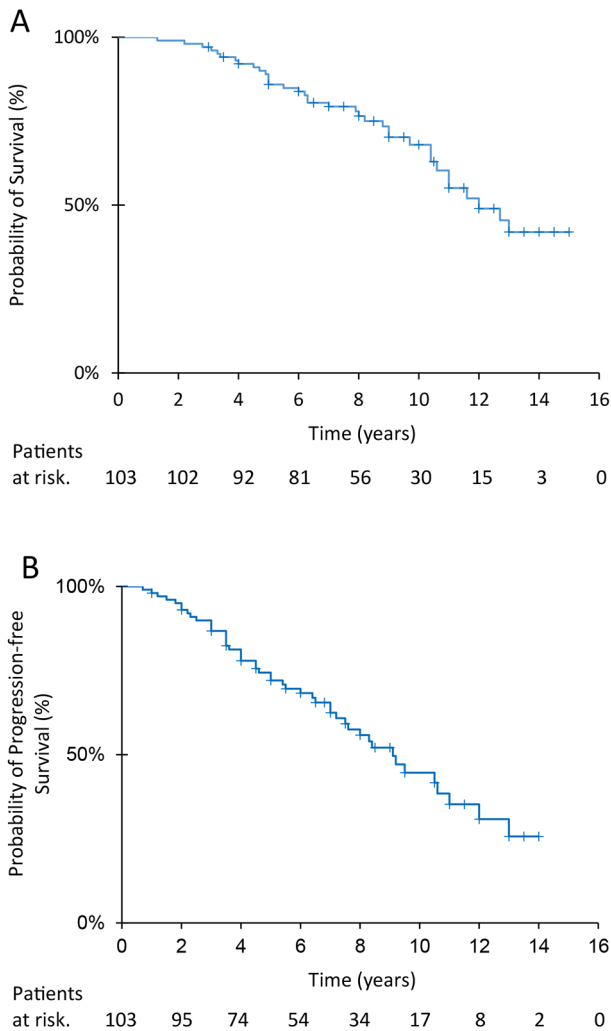 A
100%
50%
0%
Probability of Survival (%)
0 2 4 6 8 10 12 14 16
Time (years)
Patients
at risk. 103 102 92 81 56 30 15 3 0
B
100%
50%
0%
Probability of Progression-free
Survival (%)
0 2 4 6 8 10 12 14 16
Time (years)
Patients
at risk. 103 95 74 54 34 17 8 2 0